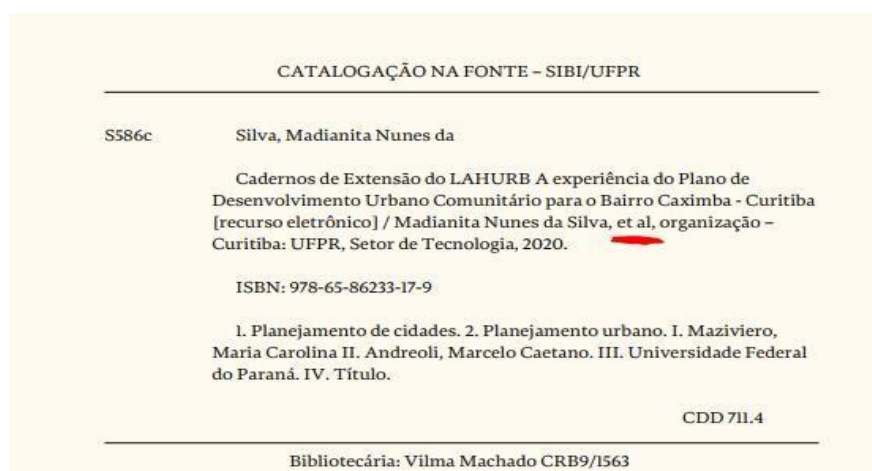 CATALOGAÇÃO NA FONTE – SIBI/UFPR
S586c Silva, Madianita Nunes da
Cadernos de Extensão do LAHURB A experiência do Plano de
Desenvolvimento Urbano Comunitário para o Bairro Caximba - Curitiba
[recurso eletrônico] / Madianita Nunes da Silva, et al, organização –
Curitiba: UFPR, Setor de Tecnologia, 2020.
ISBN: 978-65-86233-17-9
1. Planejamento de cidades. 2. Planejamento urbano. I. Maziviero,
Maria Carolina II. Andreoli, Marcelo Caetano. III. Universidade Federal
do Paraná. IV. Título.
CDD 711.4
Bibliotecária: Vilma Machado CRB9/1563